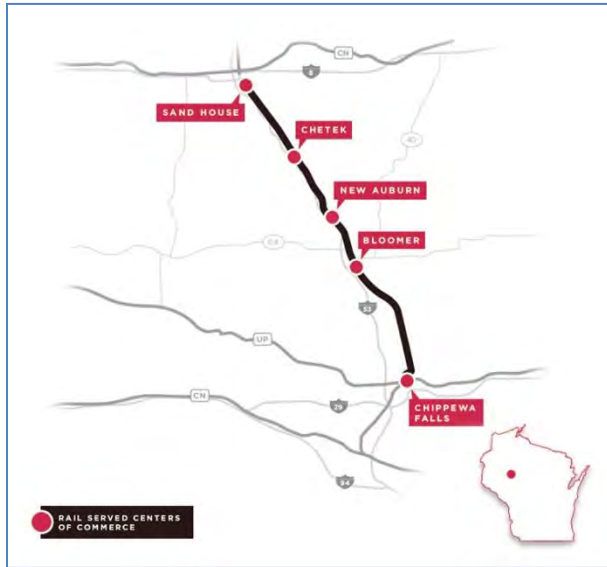 CN
8
SAND HOUSE
CHETEK
40
NEW AUBURN
BLOOMER
64
53
UP
CN
CHIPPEWA
FALLS
29
94
RAIL SERVED CENTERS
OF COMMERCE